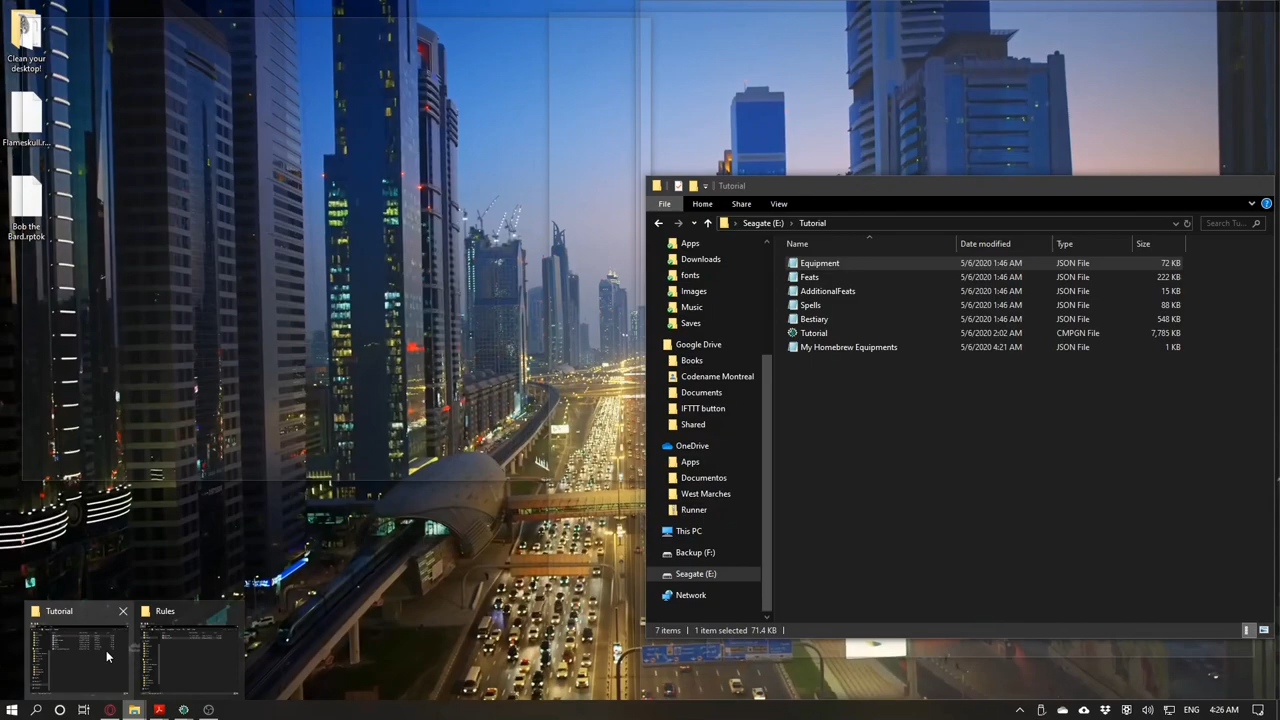 Clean your
desktop!
Flameskull.r...
Bob the
Bard.rptok
Tutorial
File
Home
Share
View
Seagate (E:)
Tutorial
Search Tu...
Apps
Downloads
fonts
Images
Music
Saves
Google Drive
Books
Codename Montreal
Documents
IFTTT button
Shared
OneDrive
Apps
Documentos
West Marches
Runner
This PC
Backup (F:)
Seagate (E:)
Network
Name Date modified Type Size
Equipment 5/6/2020 1:46 AM JSON File 72 KB
Feats 5/6/2020 1:46 AM JSON File 222 KB
AdditionalFeats 5/6/2020 1:46 AM JSON File 15 KB
Spells 5/6/2020 1:46 AM JSON File 88 KB
Bestiary 5/6/2020 1:46 AM JSON File 548 KB
Tutorial 5/6/2020 2:02 AM CMPGN File 7,785 KB
My Homebrew Equipments 5/6/2020 4:21 AM JSON File 1 KB
7 items 1 item selected 71.4 KB
Tutorial
Rules
ENG 4:26 AM